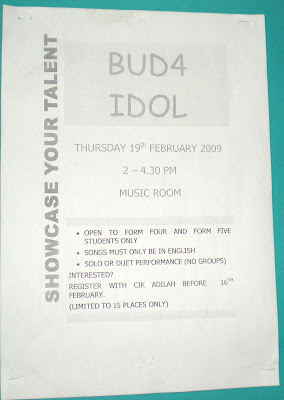 SHOWCASE YOUR TALENT
BUD4
IDOL
THURSDAY 19th FEBRUARY 2009
2 – 4.30 PM
MUSIC ROOM
• OPEN TO FORM FOUR AND FORM FIVE
STUDENTS ONLY
• SONGS MUST ONLY BE IN ENGLISH
• SOLO OR DUET PERFORMANCE (NO GROUPS)
INTERESTED?
REGISTER WITH CIK ADILAH BEFORE 16TH
FEBRUARY.
(LIMITED TO 15 PLACES ONLY)